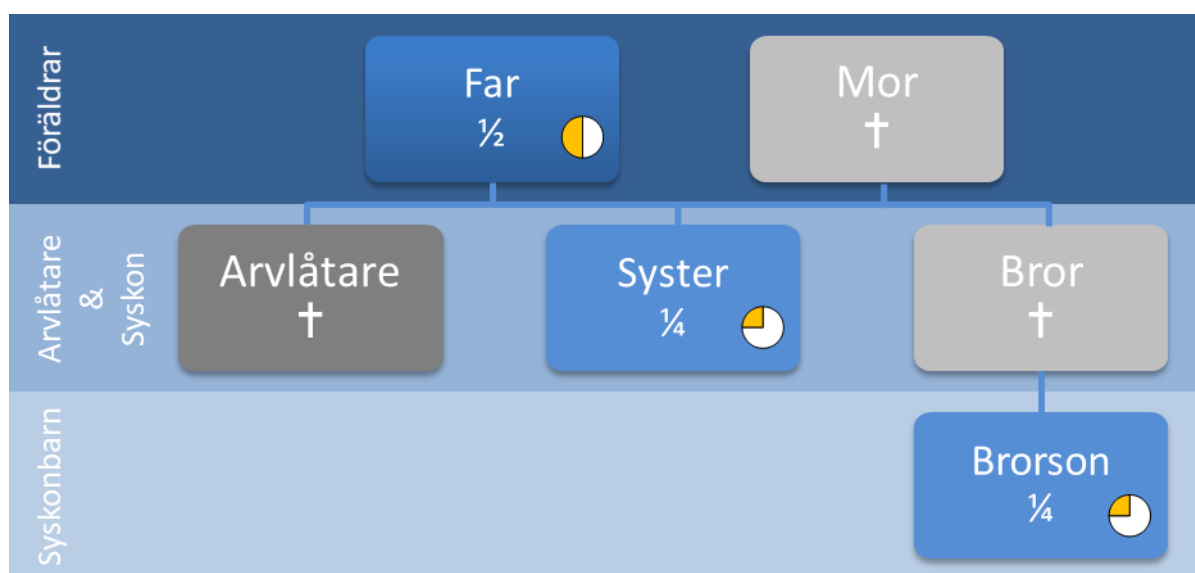 Föräldrar
Far
½
Mor
†
Arvlåtare
&
Syskon
Arvlåtare
†
Syster
¼
Bror
†
Syskonbarn
Brorson
¼